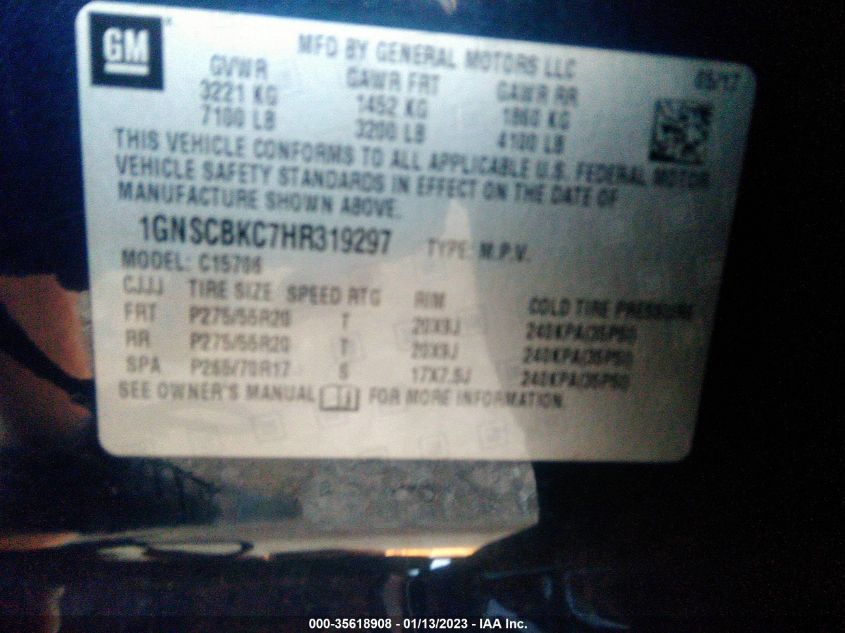 GM
MFD BY GENERAL MOTORS LLC
05/17
GVWR GAWR FRT GAWR RR
3221 KG 1452 KG 1860 KG
7100 LB 3200 LB 4100 LB
THIS VEHICLE CONFORMS TO ALL APPLICABLE U.S. FEDERAL MOTOR
VEHICLE SAFETY STANDARDS IN EFFECT ON THE DATE OF
MANUFACTURE SHOWN ABOVE.
1GNSCBKC7HR319297 TYPE: M.P.V.
MODEL: C15706
CJJJ TIRE SIZE SPEED RTG RIM COLD TIRE PRESSURE
FRT P275/55R20 T 20X9J 240KPA(35PSI)
RR P275/55R20 T 20X9J 240KPA(35PSI)
SPA P265/70R17 S 17X7.5J 240KPA(35PSI)
SEE OWNER'S MANUAL FOR MORE INFORMATION.
000-35618908 - 01/13/2023 - IAA Inc.